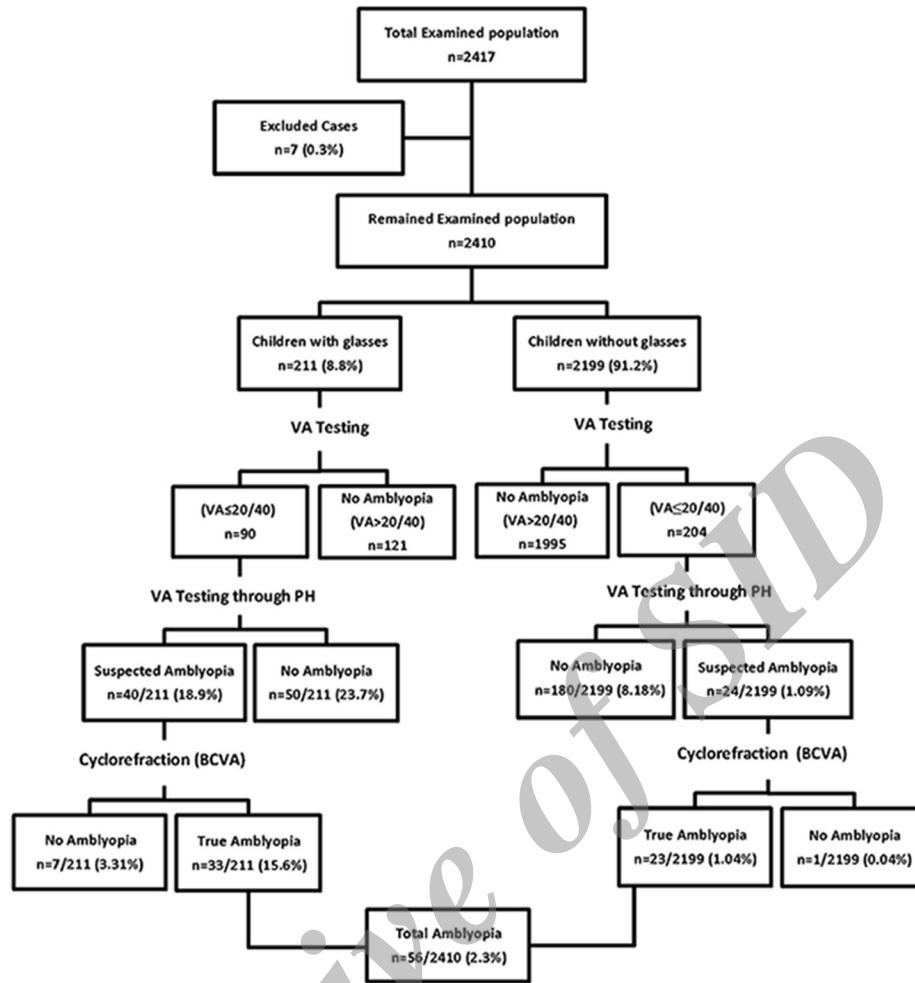 Total Examined population
n=2417
Excluded Cases
n=7 (0.3%)
Remained Examined population
n=2410
Children with glasses
n=211 (8.8%)
Children without glasses
n=2199 (91.2%)
VA Testing
VA Testing
(VA≤20/40)
n=90
No Amblyopia
(VA>20/40)
n=121
No Amblyopia
(VA>20/40)
n=1995
(VA≤20/40)
n=204
VA Testing through PH
VA Testing through PH
Suspected Amblyopia
n=40/211 (18.9%)
No Amblyopia
n=50/211 (23.7%)
No Amblyopia
n=180/2199 (8.18%)
Suspected Amblyopia
n=24/2199 (1.09%)
Cyclorefraction (BCVA)
Cyclorefraction (BCVA)
No Amblyopia
n=7/211 (3.31%)
True Amblyopia
n=33/211 (15.6%)
True Amblyopia
n=23/2199 (1.04%)
No Amblyopia
n=1/2199 (0.04%)
Total Amblyopia
n=56/2410 (2.3%)
ive of SID